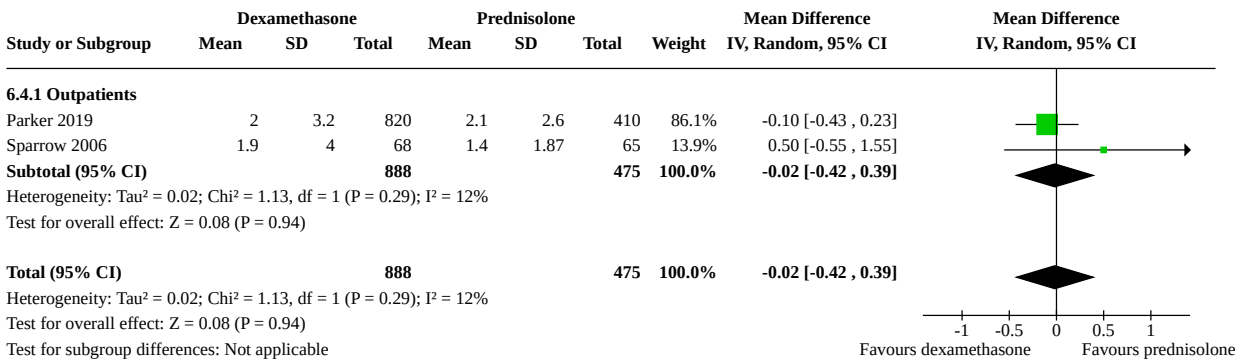 Dexamethasone Prednisolone Mean Difference Mean Difference
Study or Subgroup Mean SD Total Mean SD Total Weight IV, Random, 95% CI IV, Random, 95% CI
6.4.1 Outpatients
Parker 2019 2 3.2 820 2.1 2.6 410 86.1% -0.10 [-0.43 , 0.23]
Sparrow 2006 1.9 4 68 1.4 1.87 65 13.9% 0.50 [-0.55 , 1.55]
Subtotal (95% CI) 888 475 100.0% -0.02 [-0.42 , 0.39]
Heterogeneity: Tau² = 0.02; Chi² = 1.13, df = 1 (P = 0.29); I² = 12%
Test for overall effect: Z = 0.08 (P = 0.94)
Total (95% CI) 888 475 100.0% -0.02 [-0.42 , 0.39]
Heterogeneity: Tau² = 0.02; Chi² = 1.13, df = 1 (P = 0.29); I² = 12%
Test for overall effect: Z = 0.08 (P = 0.94)
-1 -0.5 0 0.5 1
Test for subgroup differences: Not applicable Favours dexamethasone Favours prednisolone